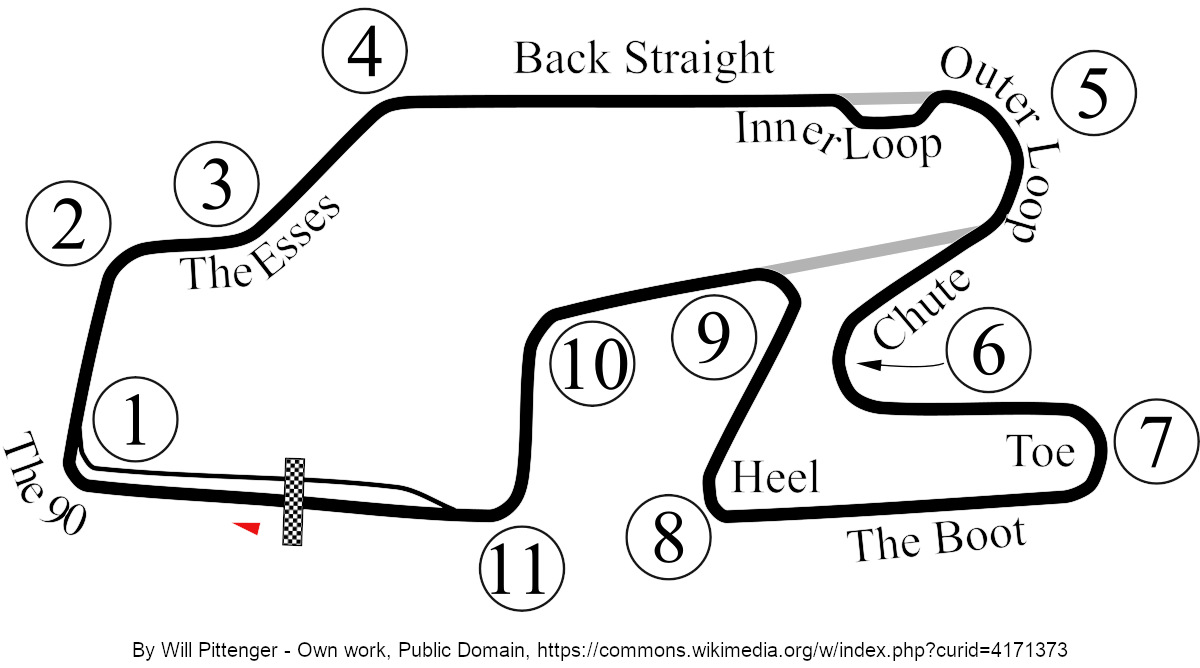 4
Back Straight
Outer Loop
5
Inner Loop
3
2
The Esses
Chute
6
9
10
1
The 90
Toe
7
Heel
8
The Boot
11
By Will Pittenger - Own work, Public Domain, https://commons.wikimedia.org/w/index.php?curid=4171373